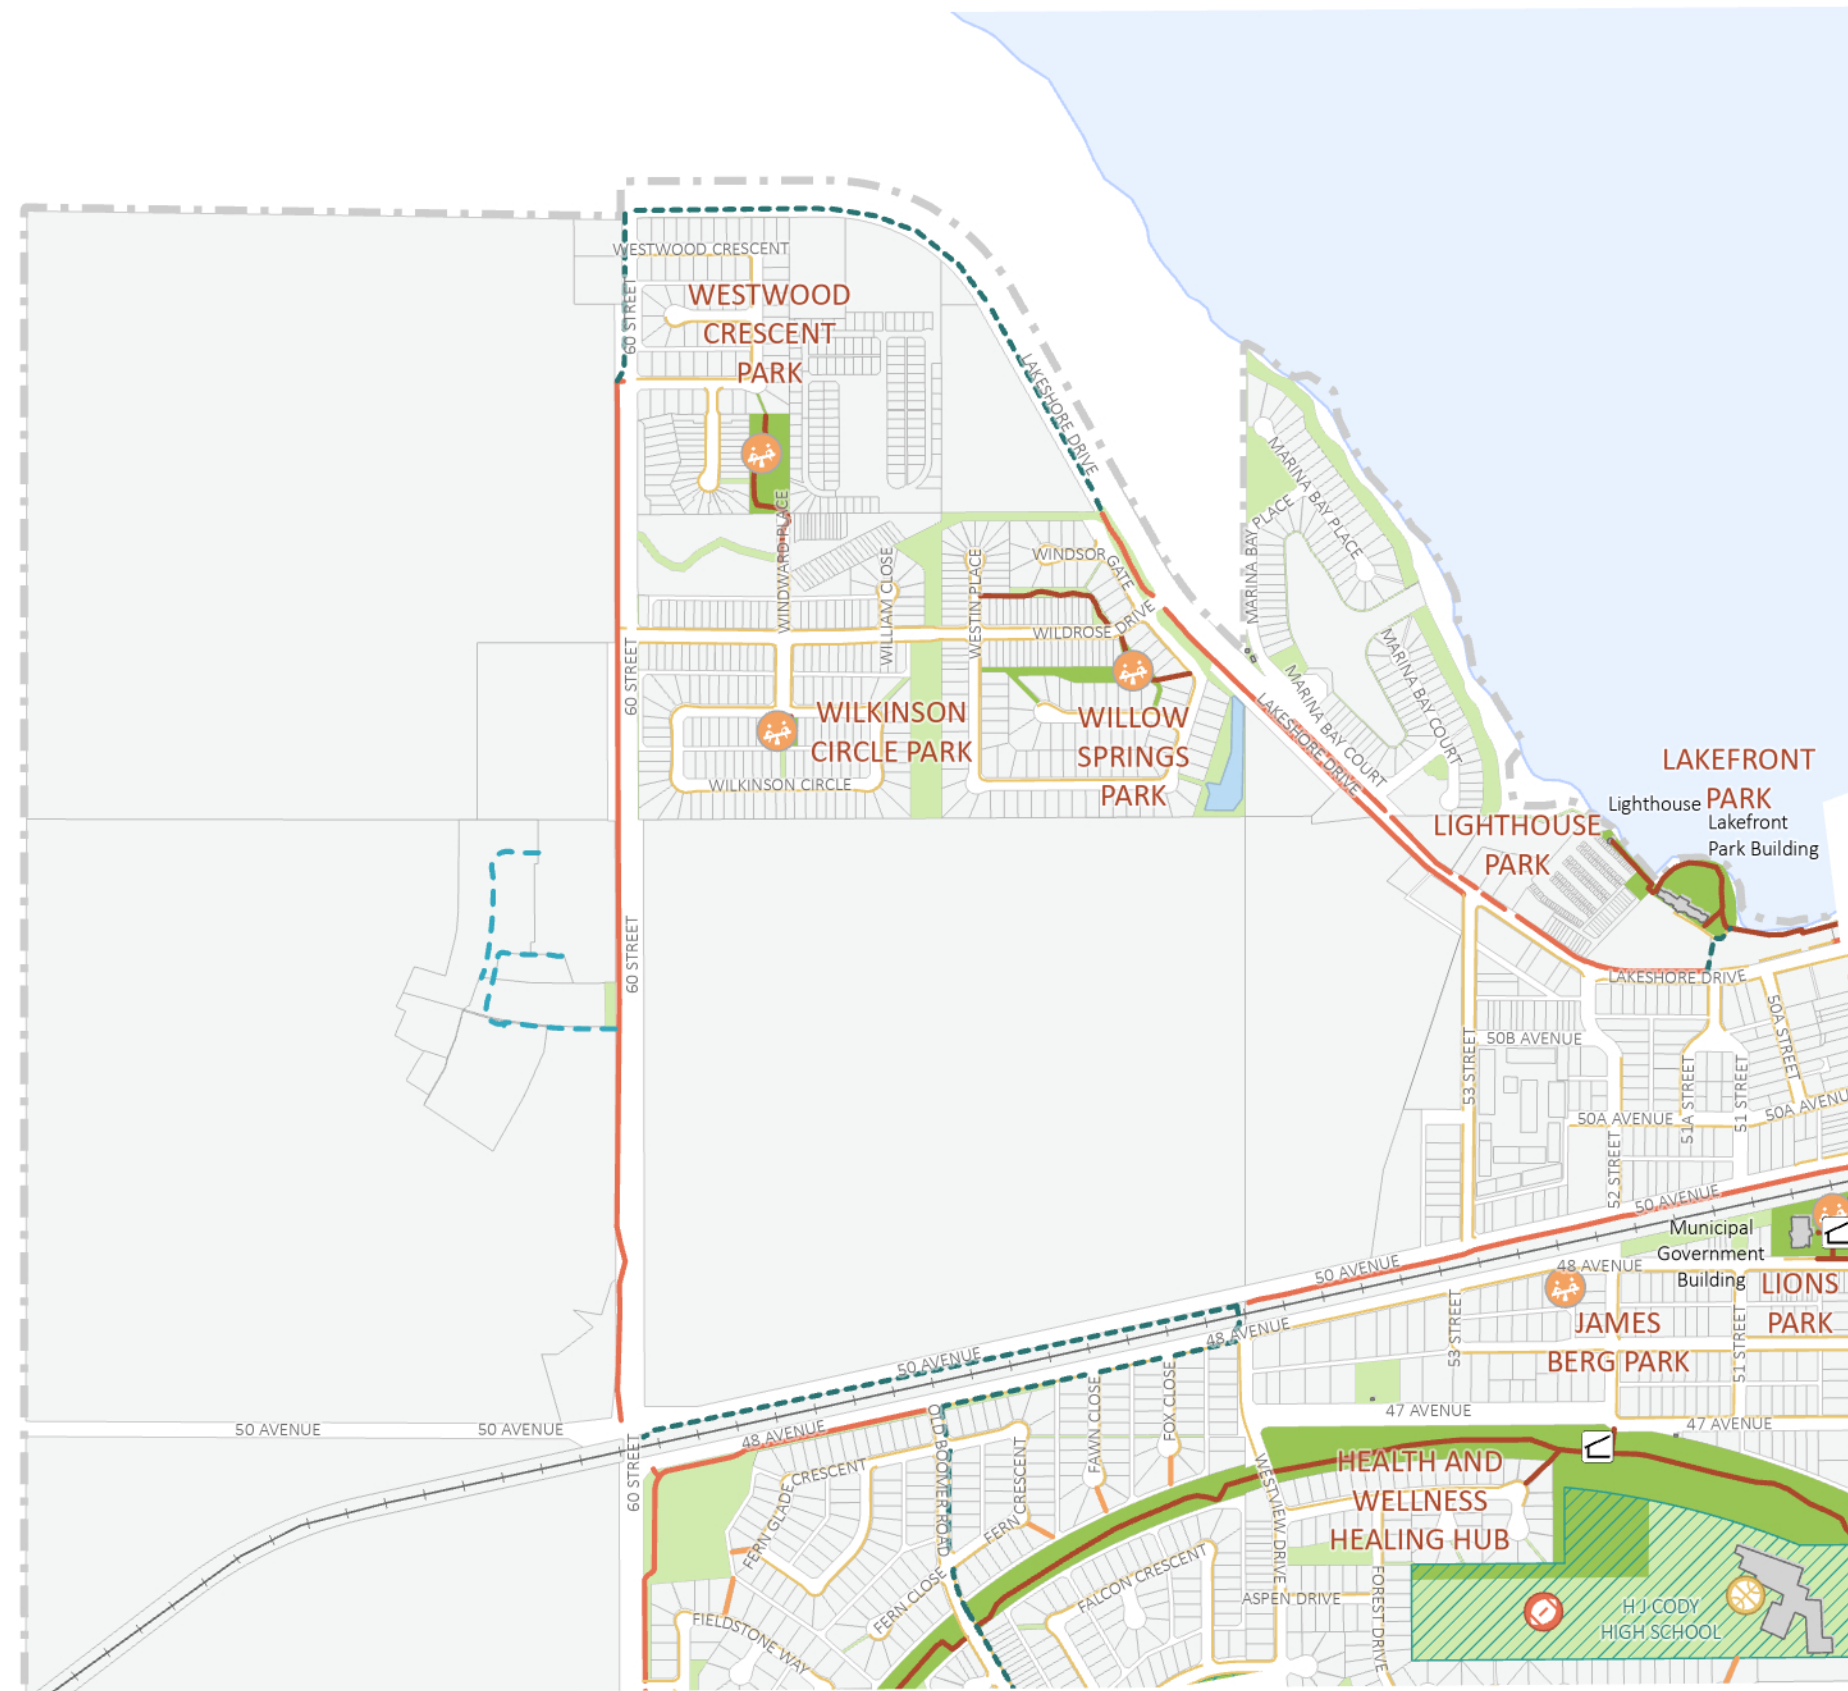 WESTWOOD CRESCENT
WESTWOOD
CRESCENT
PARK
60 STREET
LAKESHORE DRIVE
MARINA BAY PLACE
MARINA BAY PLACE
WINDWARD PLACE
WILLIAM CLOSE
WESTIN PLACE
WINDSOR
GATE
WILDROSE DRIVE
MARINA BAY COURT
MARINA BAY COURT
60 STREET
WILKINSON
CIRCLE PARK
WILKINSON CIRCLE
WILLOW
SPRINGS
PARK
LAKESHORE DRIVE
LAKEFRONT
PARK
Lighthouse
Lakefront
Park Building
LIGHTHOUSE
PARK
60 STREET
LAKESHORE DRIVE
50A STREET
53 STREET
50B AVENUE
51A STREET
51 STREET
50A AVENUE
50A AVENU
52 STREET
50 AVENUE
Municipal
Government
Building
50 AVENUE
48 AVENUE
LIONS
PARK
JAMES
BERG PARK
53 STREET
51 STREET
48 AVENUE
50 AVENUE
50 AVENUE
50 AVENUE
48 AVENUE
OLD BOOMER ROAD
FAWN CLOSE
FOX CLOSE
47 AVENUE
47 AVENUE
60 STREET
FERN GLADE
CRESCENT
FERN CRESCENT
WESTVIEW DRIVE
HEALTH AND
WELLNESS
HEALING HUB
FERN CLOSE
FALCON CRESCENT
ASPEN DRIVE
FOREST DRIVE
H J CODY
HIGH SCHOOL
FIELDSTONE WAY